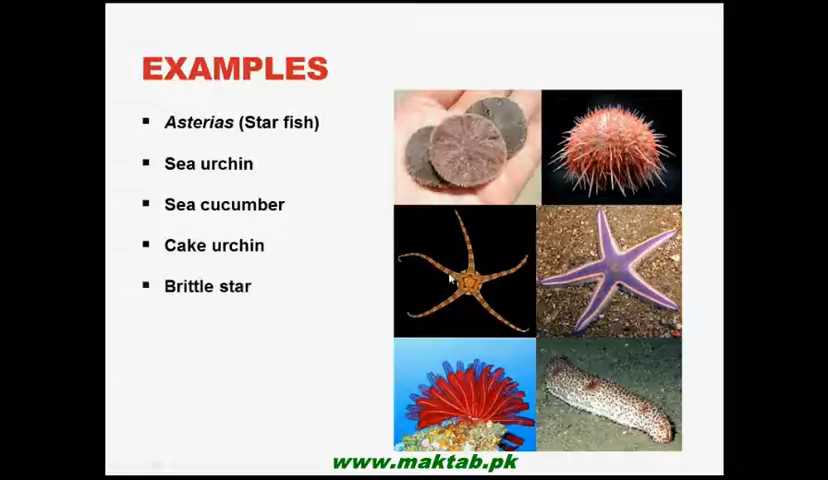 EXAMPLES
Asterias (Star fish)
Sea urchin
Sea cucumber
Cake urchin
Brittle star
www.maktab.pk